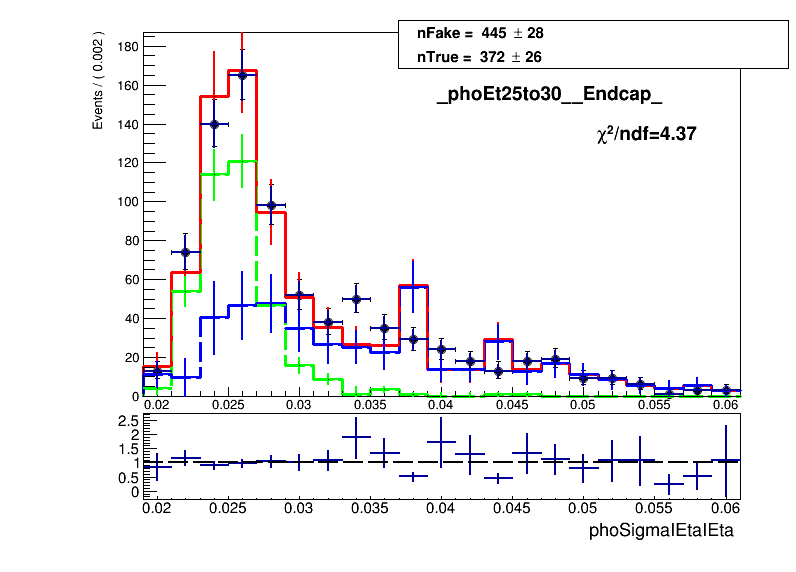 nFake = 445 ± 28
nTrue = 372 ± 26
_phoEt25to30__Endcap_
χ²/ndf=4.37
Events / ( 0.002 )
180
160
140
120
100
80
60
40
20
0
0.02 0.025 0.03 0.035 0.04 0.045 0.05 0.055 0.06
2.5
2
1.5
1
0.5
0
0.02 0.025 0.03 0.035 0.04 0.045 0.05 0.055 0.06
phoSigmaIEtaIEta